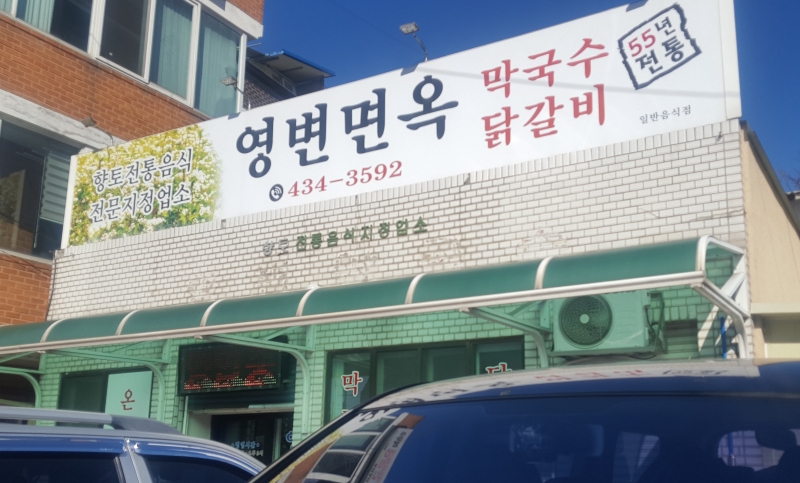 향토전통음식
전문지정업소
영변면옥
434-3592
막국수
닭갈비
55년
전통
일반음식점
향토 전통음식지정업소
온
막